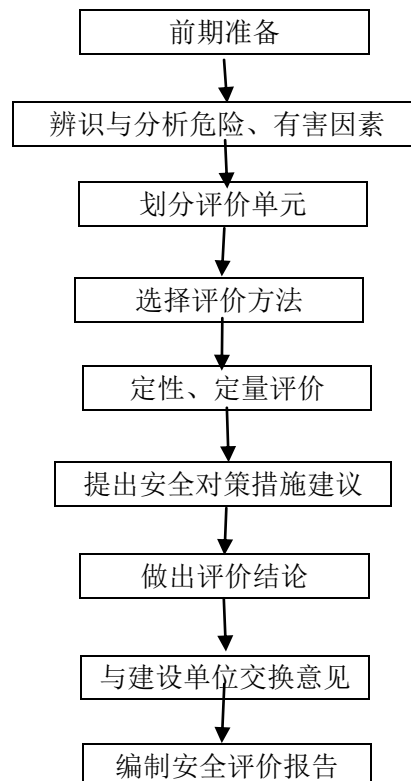 前期准备
辨识与分析危险、有害因素
划分评价单元
选择评价方法
定性、定量评价
提出安全对策措施建议
做出评价结论
与建设单位交换意见
编制安全评价报告